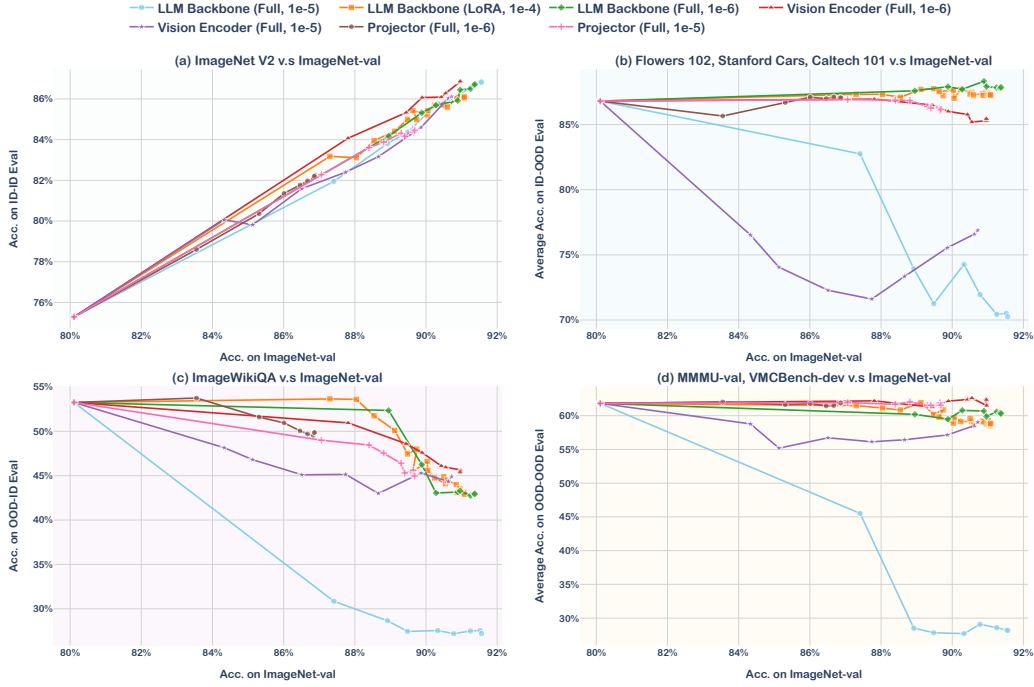 LLM Backbone (Full, 1e-5) LLM Backbone (LoRA, 1e-4) LLM Backbone (Full, 1e-6) Vision Encoder (Full, 1e-6)
Vision Encoder (Full, 1e-5) Projector (Full, 1e-6) Projector (Full, 1e-5)
(a) ImageNet V2 v.s ImageNet-val
Acc. on ID-ID Eval
86%
84%
82%
80%
78%
76%
80% 82% 84% 86% 88% 90% 92%
Acc. on ImageNet-val
(b) Flowers 102, Stanford Cars, Caltech 101 v.s ImageNet-val
Average Acc. on ID-OOD Eval
85%
80%
75%
70%
80% 82% 84% 86% 88% 90% 92%
Acc. on ImageNet-val
(c) ImageWikiQA v.s ImageNet-val
Acc. on OOD-ID Eval
55%
50%
45%
40%
35%
30%
80% 82% 84% 86% 88% 90% 92%
Acc. on ImageNet-val
(d) MMMU-val, VMCBench-dev v.s ImageNet-val
Average Acc. on OOD-OOD Eval
60%
55%
50%
45%
40%
35%
30%
80% 82% 84% 86% 88% 90% 92%
Acc. on ImageNet-val